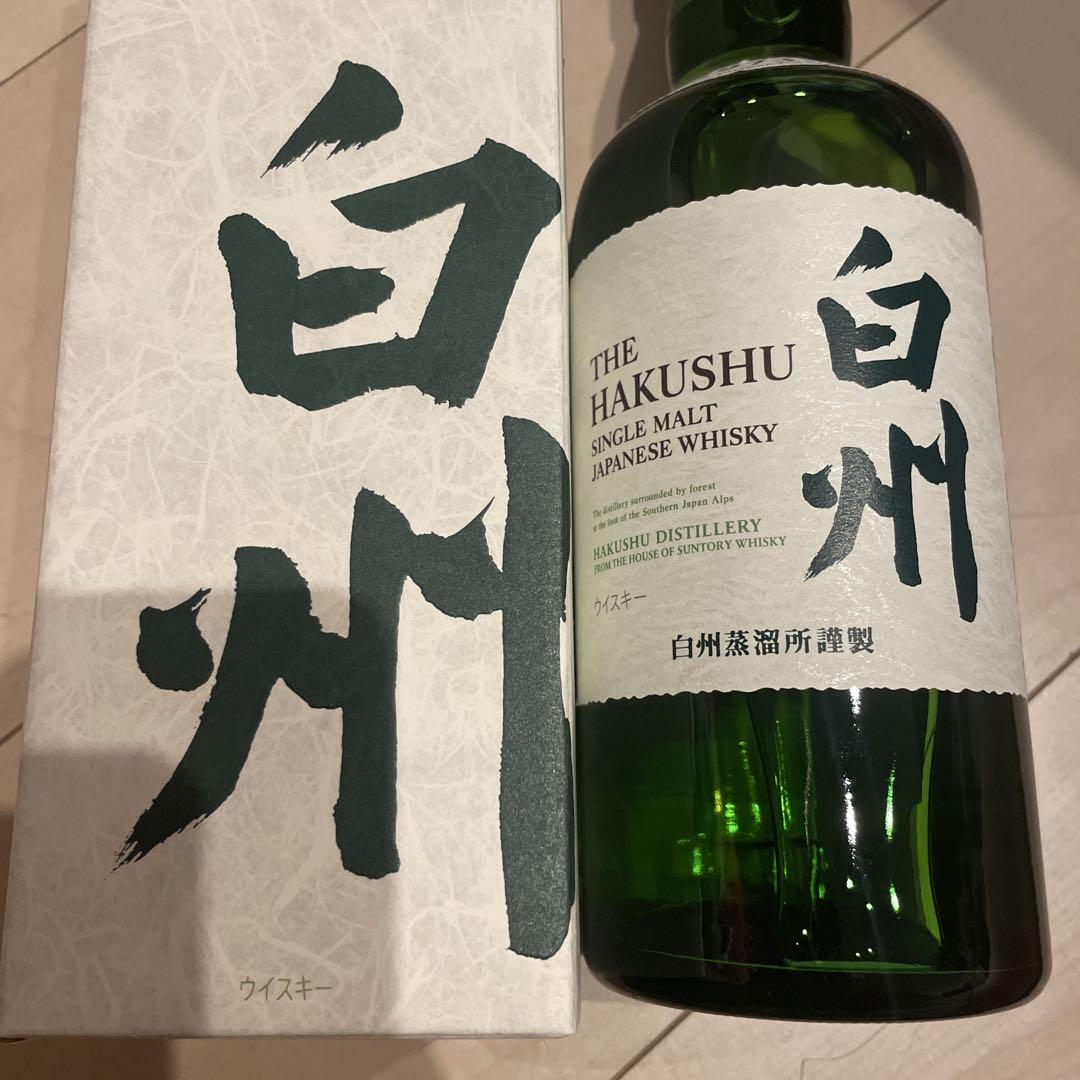 白州
ウイスキー
THE
HAKUSHU
SINGLE MALT
JAPANESE WHISKY
The distillery surrounded by forest
at the foot of the Southern Japan Alps
HAKUSHU DISTILLERY
FROM THE HOUSE OF SUNTORY WHISKY
ウイスキー
白州
白州蒸溜所謹製